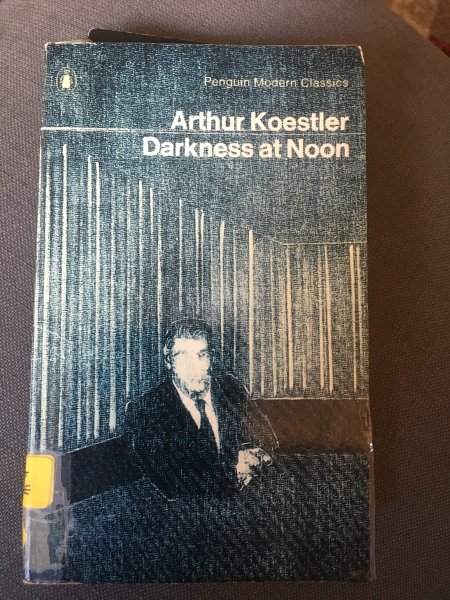 Penguin Modern Classics
Arthur Koestler
Darkness at Noon